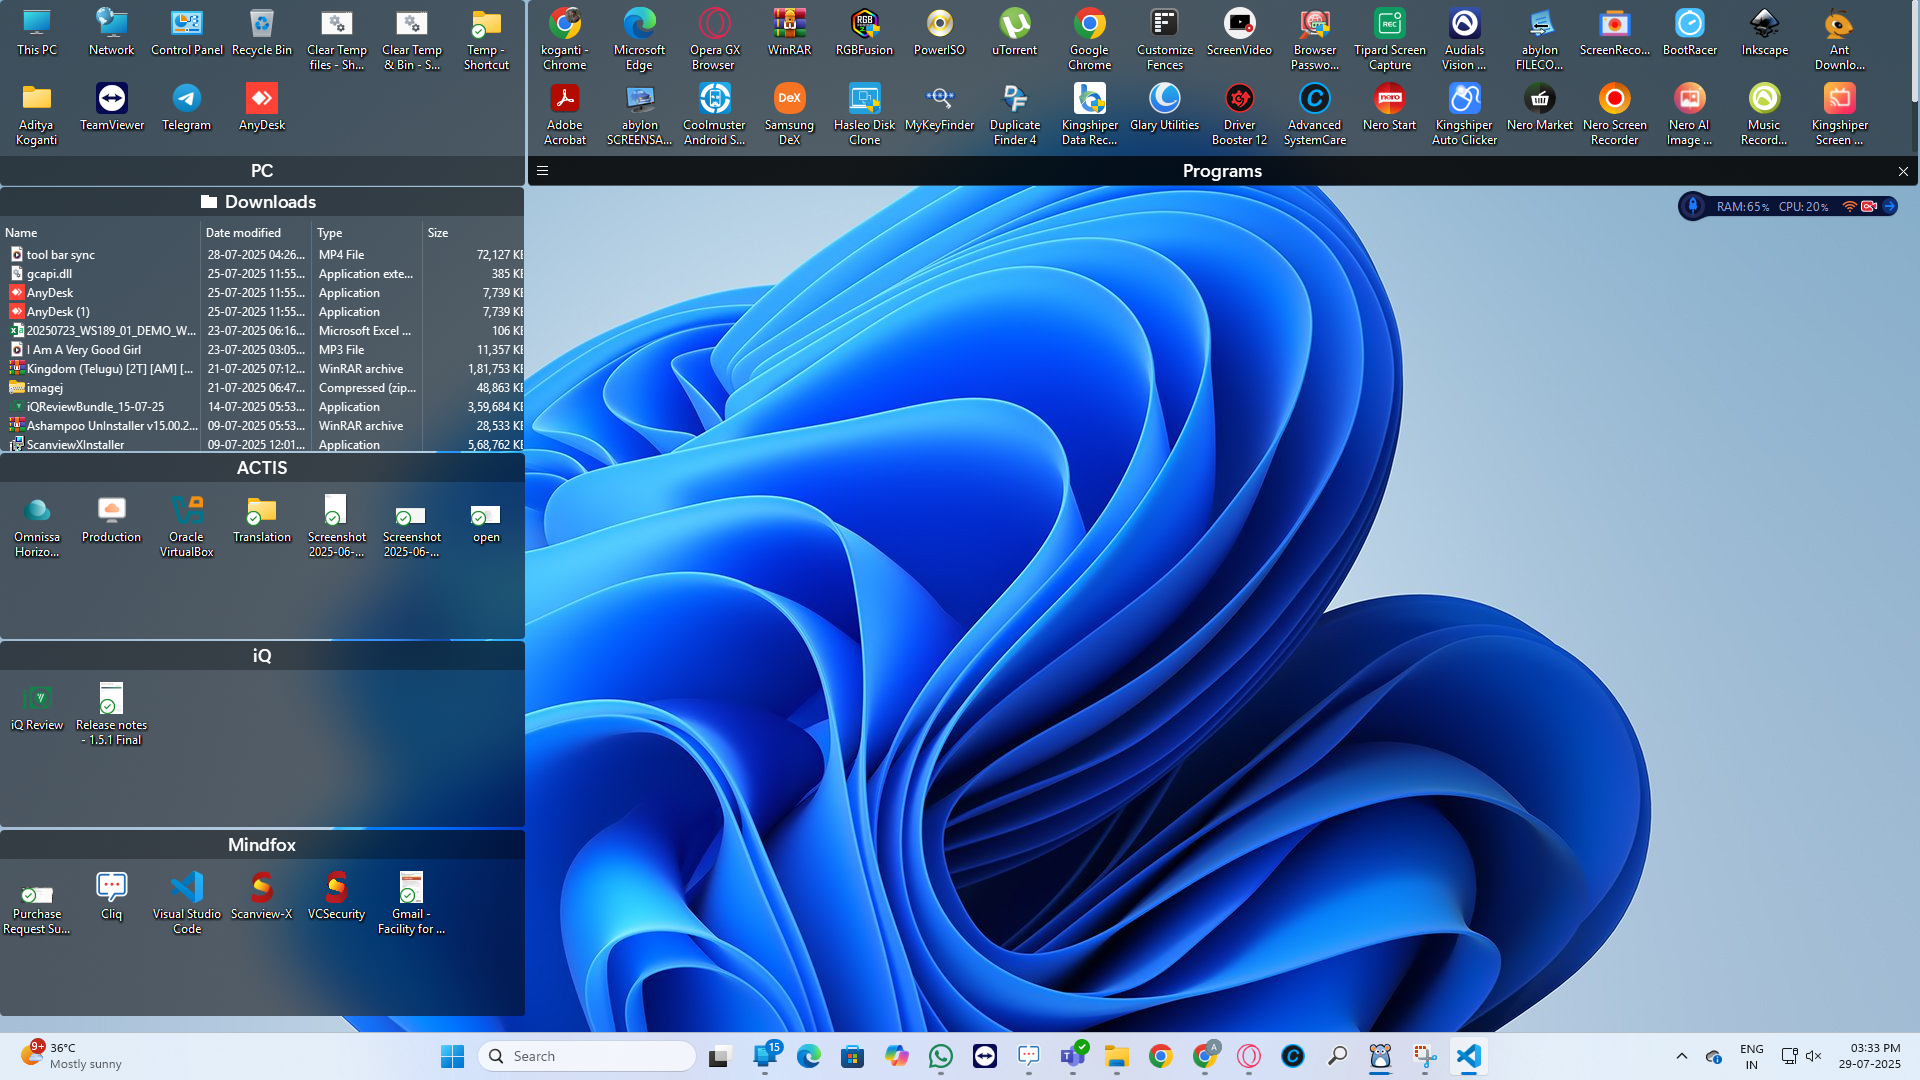 This PC
Network
Control Panel
Recycle Bin
Clear Temp
files - Sh...
Clear Temp
& Bin - S...
Temp -
Shortcut
Aditya
Koganti
TeamViewer
Telegram
AnyDesk
PC
koganti -
Chrome
Microsoft
Edge
Opera GX
Browser
WinRAR
RGBFusion
PowerISO
uTorrent
Google
Chrome
Customize
Fences
ScreenVideo
Browser
Passwo...
Tipard Screen
Capture
Audials
Vision ...
abylon
FILECO...
ScreenReco...
BootRacer
Inkscape
Ant
Downlo...
Adobe
Acrobat
abylon
SCREENSA...
Coolmuster
Android S...
Samsung
DeX
Hasleo Disk
Clone
MyKeyFinder
Duplicate
Finder 4
Kingshiper
Data Rec...
Glary Utilities
Driver
Booster 12
Advanced
SystemCare
Nero Start
Kingshiper
Auto Clicker
Nero Market
Nero Screen
Recorder
Nero AI
Image ...
Music
Record...
Kingshiper
Screen ...
Programs
RAM:65% CPU:20%
Downloads
Name Date modified Type Size
tool bar sync 28-07-2025 04:26... MP4 File 72,127 KB
gcapi.dll 25-07-2025 11:55... Application exte... 385 KB
AnyDesk 25-07-2025 11:55... Application 7,739 KB
AnyDesk (1) 25-07-2025 11:55... Application 7,739 KB
20250723_WS189_01_DEMO_W... 23-07-2025 06:16... Microsoft Excel ... 106 KB
I Am A Very Good Girl 23-07-2025 03:05... MP3 File 11,357 KB
Kingdom (Telugu) [2T] [AM] [... 21-07-2025 07:12... WinRAR archive 1,81,753 KB
imagej 21-07-2025 06:47... Compressed (zip... 48,863 KB
iQReviewBundle_15-07-25 14-07-2025 05:53... Application 3,59,684 KB
Ashampoo UnInstaller v15.00.2... 09-07-2025 05:53... WinRAR archive 28,533 KB
ScanviewXInstaller 09-07-2025 12:01... Application 5,68,762 KB
ACTIS
Omnissa
Horizo...
Production
Oracle
VirtualBox
Translation
Screenshot
2025-06-...
Screenshot
2025-06-...
open
iQ
iQ Review
Release notes
- 1.5.1 Final
Mindfox
Purchase
Request Su...
Cliq
Visual Studio
Code
Scanview-X
VCSecurity
Gmail -
Facility for ...
9+
36°C
Mostly sunny
Search
15
A
ENG
IN
03:33 PM
29-07-2025